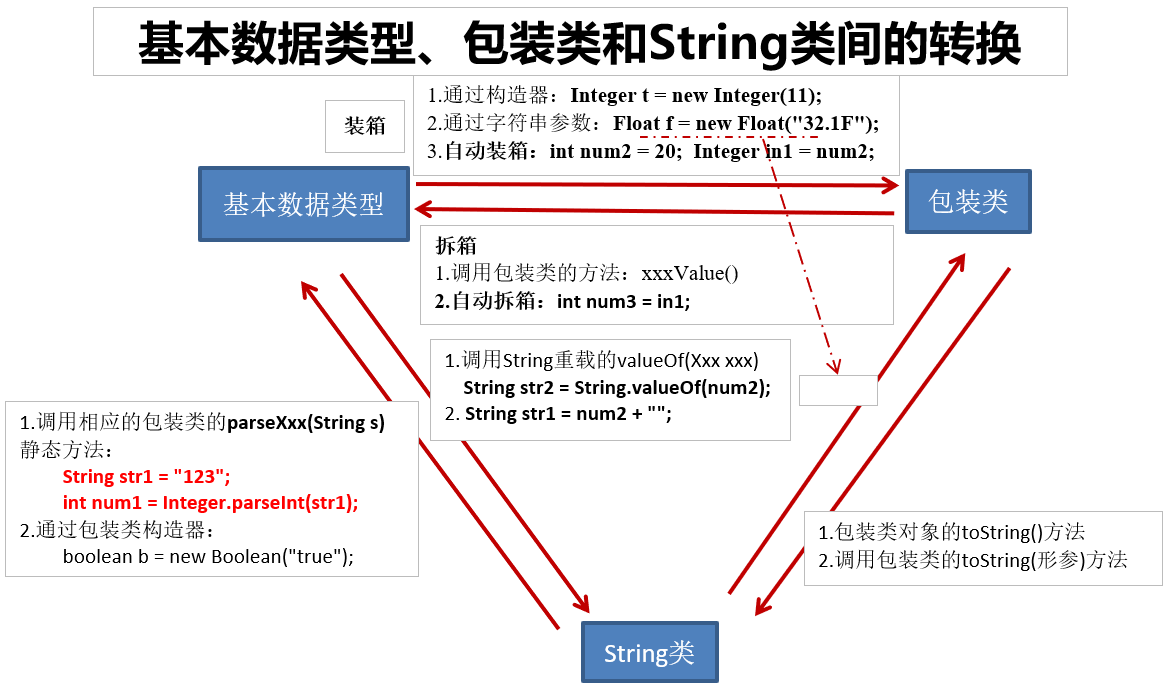 基本数据类型、包装类和String类间的转换
装箱
1.通过构造器：Integer t = new Integer(11);
2.通过字符串参数：Float f = new Float("32.1F");
3.自动装箱：int num2 = 20; Integer in1 = num2;
基本数据类型
包装类
拆箱
1.调用包装类的方法：xxxValue()
2.自动拆箱：int num3 = in1;
1.调用String重载的valueOf(Xxx xxx)
String str2 = String.valueOf(num2);
2. String str1 = num2 + "";
1.调用相应的包装类的parseXxx(String s)
静态方法：
String str1 = "123";
int num1 = Integer.parseInt(str1);
2.通过包装类构造器：
boolean b = new Boolean("true");
1.包装类对象的toString()方法
2.调用包装类的toString(形参)方法
String类